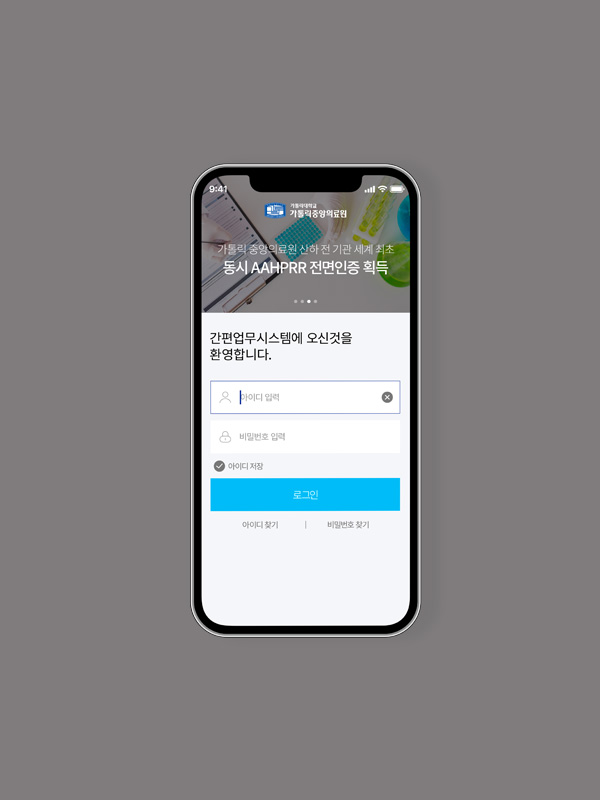 9:41
가톨릭대학교
가톨릭중앙의료원
가톨릭 중앙의료원 산하 전 기관 세계 최초
동시 AAHPRR 전면인증 획득
간편업무시스템에 오신것을
환영합니다.
아이디 입력
비밀번호 입력
아이디 저장
로그인
아이디 찾기 | 비밀번호 찾기